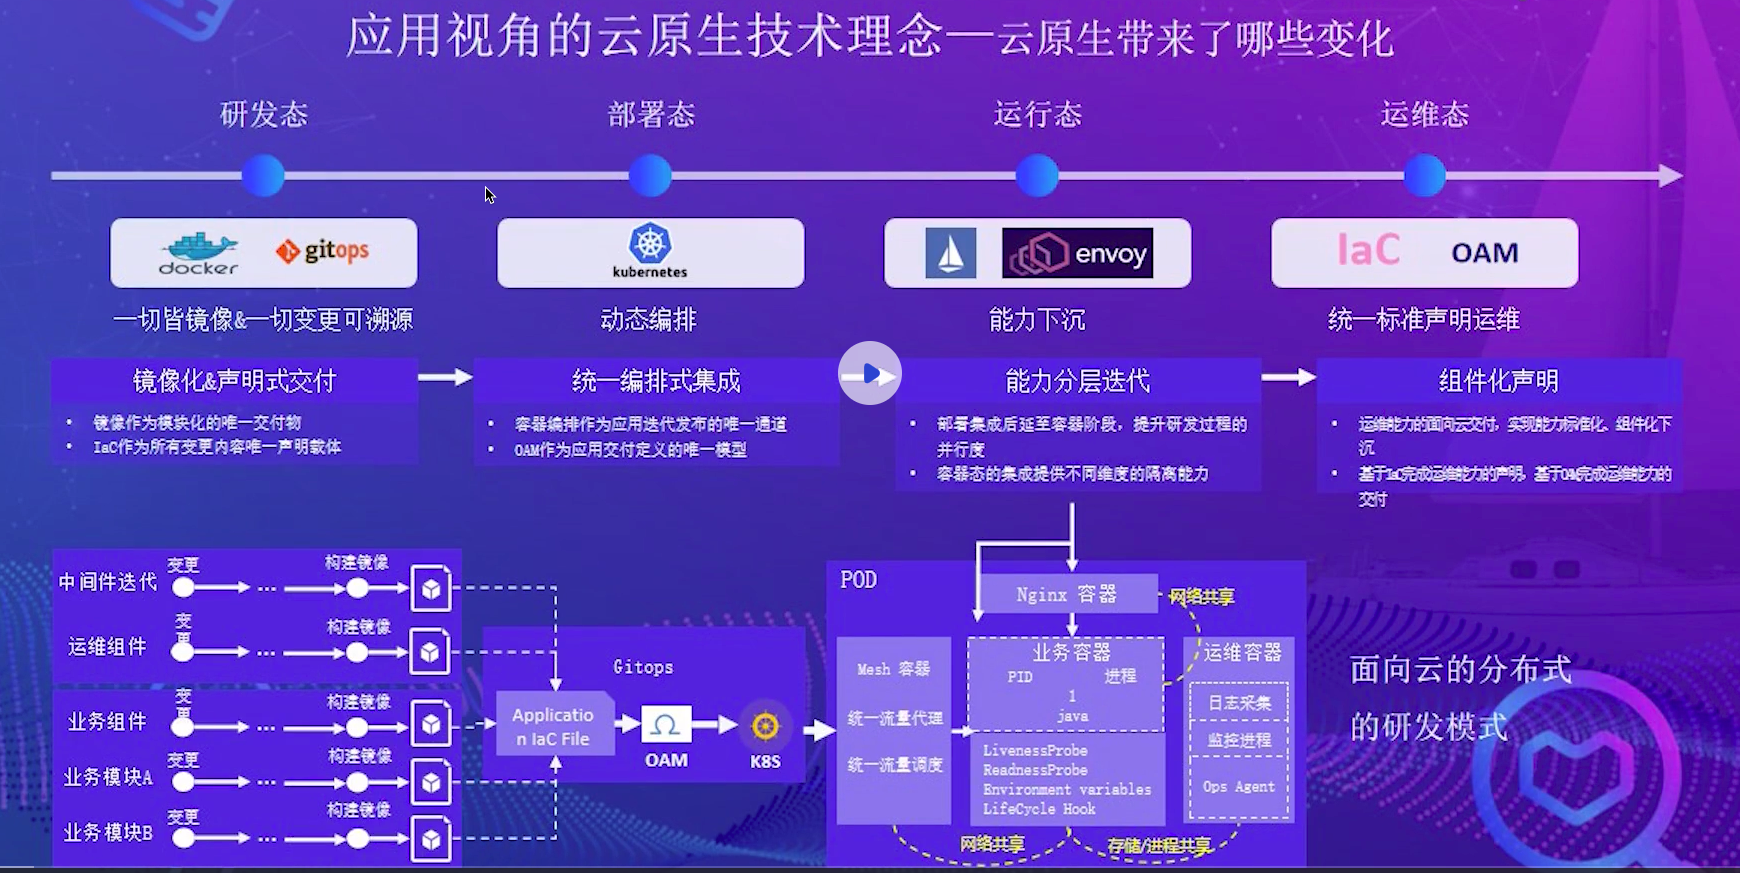 应用视角的云原生技术理念—云原生带来了哪些变化
研发态
部署态
运行态
运维态
docker
gitops
kubernetes
envoy
IaC
OAM
一切皆镜像&一切变更可溯源
动态编排
能力下沉
统一标准声明运维
镜像化&声明式交付
• 镜像作为模块化的唯一交付物
• IaC作为所有变更内容唯一声明载体
统一编排式集成
• 容器编排作为应用迭代发布的唯一通道
• OAM作为应用交付定义的唯一模型
能力分层迭代
• 部署集成后延至容器阶段，提升研发过程的
并行度
• 容器态的集成提供不同维度的隔离能力
组件化声明
• 运维能力的面向云交付，实现能力标准化、组件化下
沉
• 基于IaC完成运维能力的声明，基于OAM完成运维能力的
交付
中间件迭代
变更
...
构建镜像
运维组件
变
更
...
构建镜像
业务组件
变
更
...
构建镜像
业务模块A
变更
...
构建镜像
业务模块B
变更
...
构建镜像
Gitops
Applicatio
n IaC File
OAM
K8S
POD
Nginx 容器
网络共享
Mesh 容器
统一流量代理
统一流量调度
业务容器
PID 进程
1
java
LivenessProbe
ReadnessProbe
Environment variables
LifeCycle Hook
运维容器
日志采集
监控进程
Ops Agent
网络共享
存储/进程共享
面向云的分布式
的研发模式